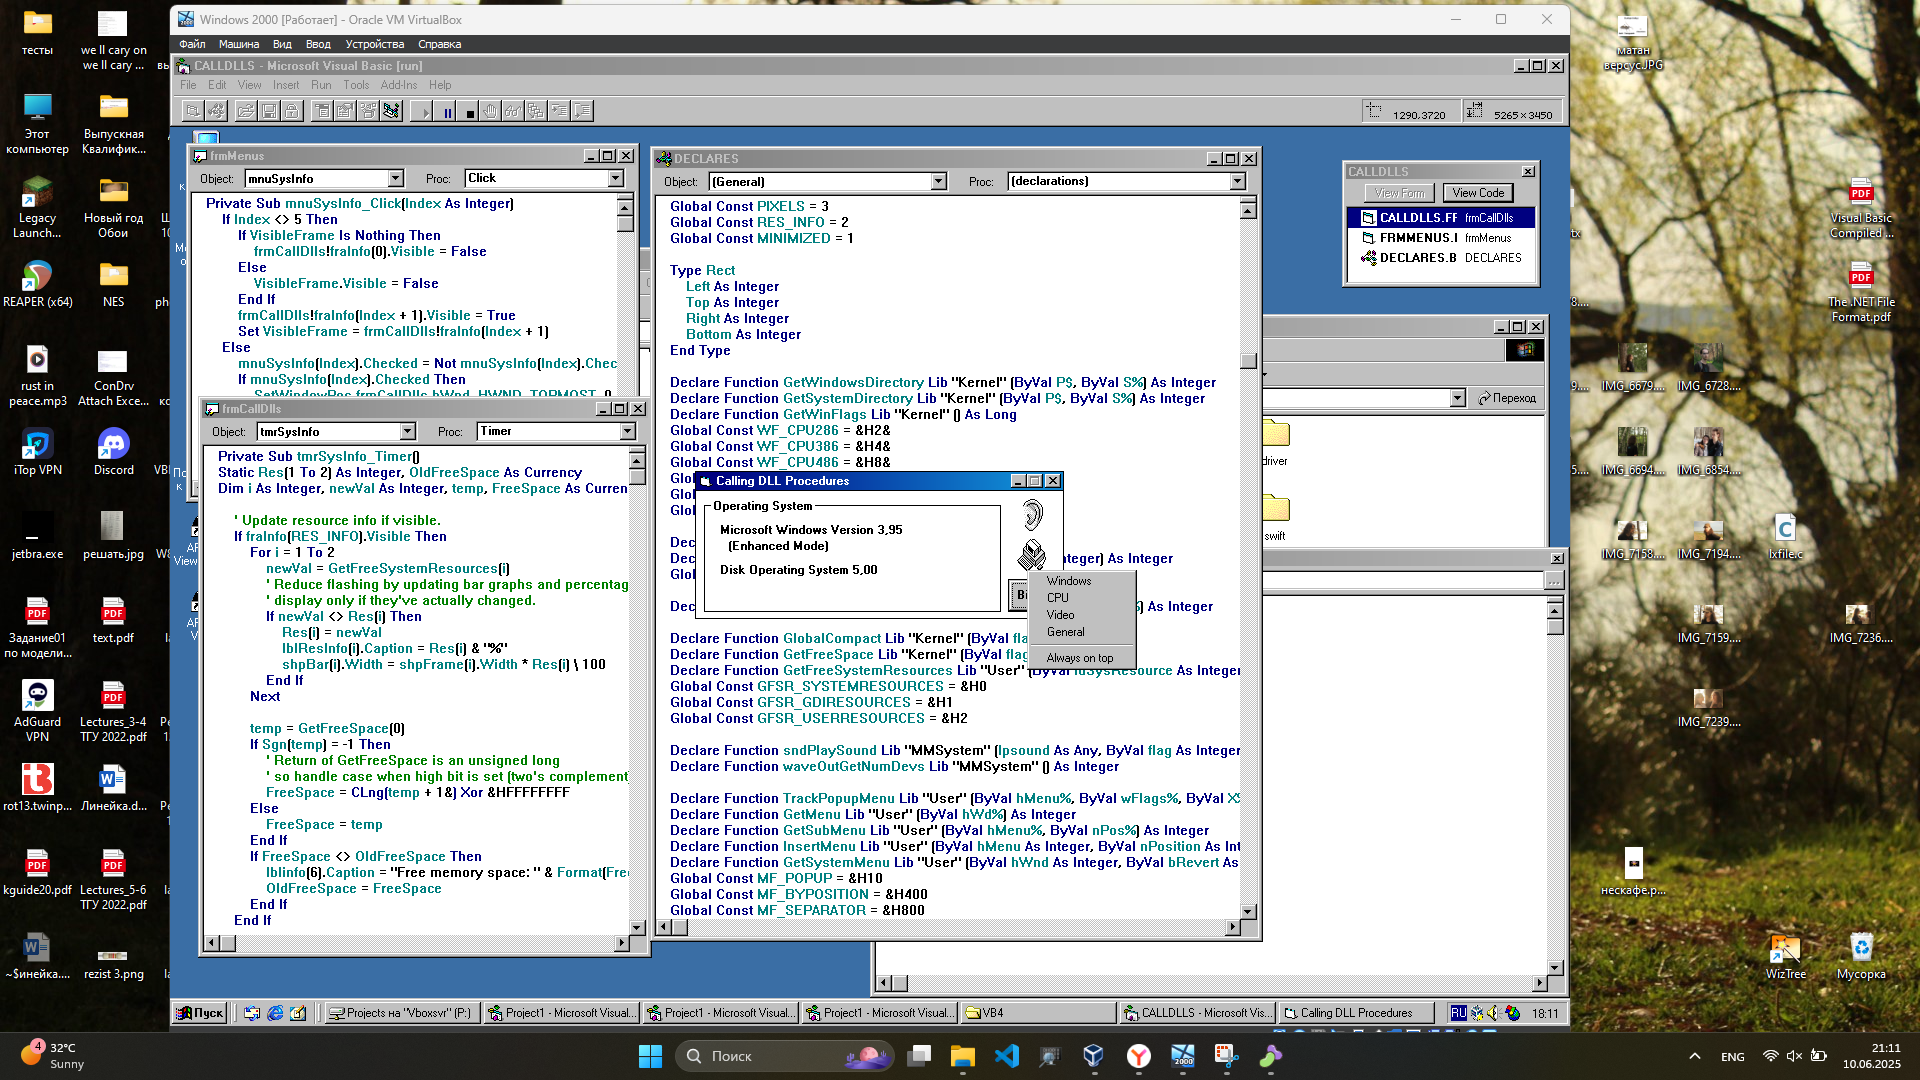 Windows 2000 [Работает] - Oracle VM VirtualBox
Файл Машина Вид Ввод Устройства Справка
CALLDLLS - Microsoft Visual Basic [run]
File Edit View Insert Run Tools Add-Ins Help
1290,3720 5265×3450
frmMenus
Object: mnuSysInfo Proc: Click
Private Sub mnuSysInfo_Click(Index As Integer)
If Index <> 5 Then
If VisibleFrame Is Nothing Then
frmCallDlls!fraInfo(0).Visible = False
Else
VisibleFrame.Visible = False
End If
frmCallDlls!fraInfo(Index + 1).Visible = True
Set VisibleFrame = frmCallDlls!fraInfo(Index + 1)
Else
mnuSysInfo(Index).Checked = Not mnuSysInfo(Index).Chec
If mnuSysInfo(Index).Checked Then
SetWindowPos frmCallDlls.hWnd, HWND_TOPMOST, 0
frmCallDlls
Object: tmrSysInfo Proc: Timer
Private Sub tmrSysInfo_Timer()
Static Res(1 To 2) As Integer, OldFreeSpace As Currency
Dim i As Integer, newVal As Integer, temp, FreeSpace As Curren
' Update resource info if visible.
If fraInfo(RES_INFO).Visible Then
For i = 1 To 2
newVal = GetFreeSystemResources(i)
' Reduce flashing by updating bar graphs and percentag
' display only if they've actually changed.
If newVal <> Res(i) Then
Res(i) = newVal
lblResInfo(i).Caption = Res(i) & "%"
shpBar(i).Width = shpFrame(i).Width * Res(i) \ 100
End If
Next
temp = GetFreeSpace(0)
If Sgn(temp) = -1 Then
' Return of GetFreeSpace is an unsigned long
' so handle case when high bit is set (two's complement)
FreeSpace = CLng(temp + 1&) Xor &HFFFFFFFF
Else
FreeSpace = temp
End If
If FreeSpace <> OldFreeSpace Then
lblinfo(6).Caption = "Free memory space: " & Format(Free
OldFreeSpace = FreeSpace
End If
End If
DECLARES
Object: (General) Proc: (declarations)
Global Const PIXELS = 3
Global Const RES_INFO = 2
Global Const MINIMIZED = 1
Type Rect
Left As Integer
Top As Integer
Right As Integer
Bottom As Integer
End Type
Declare Function GetWindowsDirectory Lib "Kernel" (ByVal P$, ByVal S%) As Integer
Declare Function GetSystemDirectory Lib "Kernel" (ByVal P$, ByVal S%) As Integer
Declare Function GetWinFlags Lib "Kernel" () As Long
Global Const WF_CPU286 = &H2&
Global Const WF_CPU386 = &H4&
Global Const WF_CPU486 = &H8&
Calling DLL Procedures
Operating System
Microsoft Windows Version 3,95
(Enhanced Mode)
Disk Operating System 5,00
Windows
CPU
Video
General
Always on top
Declare Function GlobalCompact Lib "Kernel" (ByVal fla
Declare Function GetFreeSpace Lib "Kernel" (ByVal flag
Declare Function GetFreeSystemResources Lib "User" (ByVal fuSysResource As Integer
Global Const GFSR_SYSTEMRESOURCES = &H0
Global Const GFSR_GDIRESOURCES = &H1
Global Const GFSR_USERRESOURCES = &H2
Declare Function sndPlaySound Lib "MMSystem" (lpsound As Any, ByVal flag As Integer
Declare Function waveOutGetNumDevs Lib "MMSystem" () As Integer
Declare Function TrackPopupMenu Lib "User" (ByVal hMenu%, ByVal wFlags%, ByVal X%
Declare Function GetMenu Lib "User" (ByVal hWd%) As Integer
Declare Function GetSubMenu Lib "User" (ByVal hMenu%, ByVal nPos%) As Integer
Declare Function InsertMenu Lib "User" (ByVal hMenu As Integer, ByVal nPosition As Int
Declare Function GetSystemMenu Lib "User" (ByVal hWnd As Integer, ByVal bRevert As
Global Const MF_POPUP = &H10
Global Const MF_BYPOSITION = &H400
Global Const MF_SEPARATOR = &H800
CALLDLLS
View Form View Code
CALLDLLS.FF frmCallDlls
FRMMENUS.I frmMenus
DECLARES.B DECLARES
Переход
driver
swift
Пуск
Projects на "Vboxsvr" (P:)
Project1 - Microsoft Visual...
Project1 - Microsoft Visual...
Project1 - Microsoft Visual...
VB4
CALLDLLS - Microsoft Vis...
Calling DLL Procedures
RU 18:11
тесты
we ll cary on we ll cary ...
Этот компьютер
Выпускная Квалифик...
Legacy Launch...
Новый год Обои
REAPER (x64)
NES
rust in peace.mp3
ConDrv Attach Exce...
iTop VPN
Discord
jetbra.exe
решать.jpg
Задание01 по модели...
text.pdf
AdGuard VPN
Lectures_3-4 ТГУ 2022.pdf
rot13.twinp...
Линейка.d...
kguide20.pdf
Lectures_5-6 ТГУ 2022.pdf
~$инейка....
rezist 3.png
матан версус.JPG
Visual Basic Compiled ...
The .NET File Format.pdf
IMG_6679....
IMG_6728....
IMG_6694....
IMG_6854....
IMG_7158....
IMG_7194....
lxfile.c
IMG_7159....
IMG_7236....
IMG_7239....
нескафе.p...
WizTree
Мусорка
4
32°C
Sunny
Поиск
ENG
21:11
10.06.2025